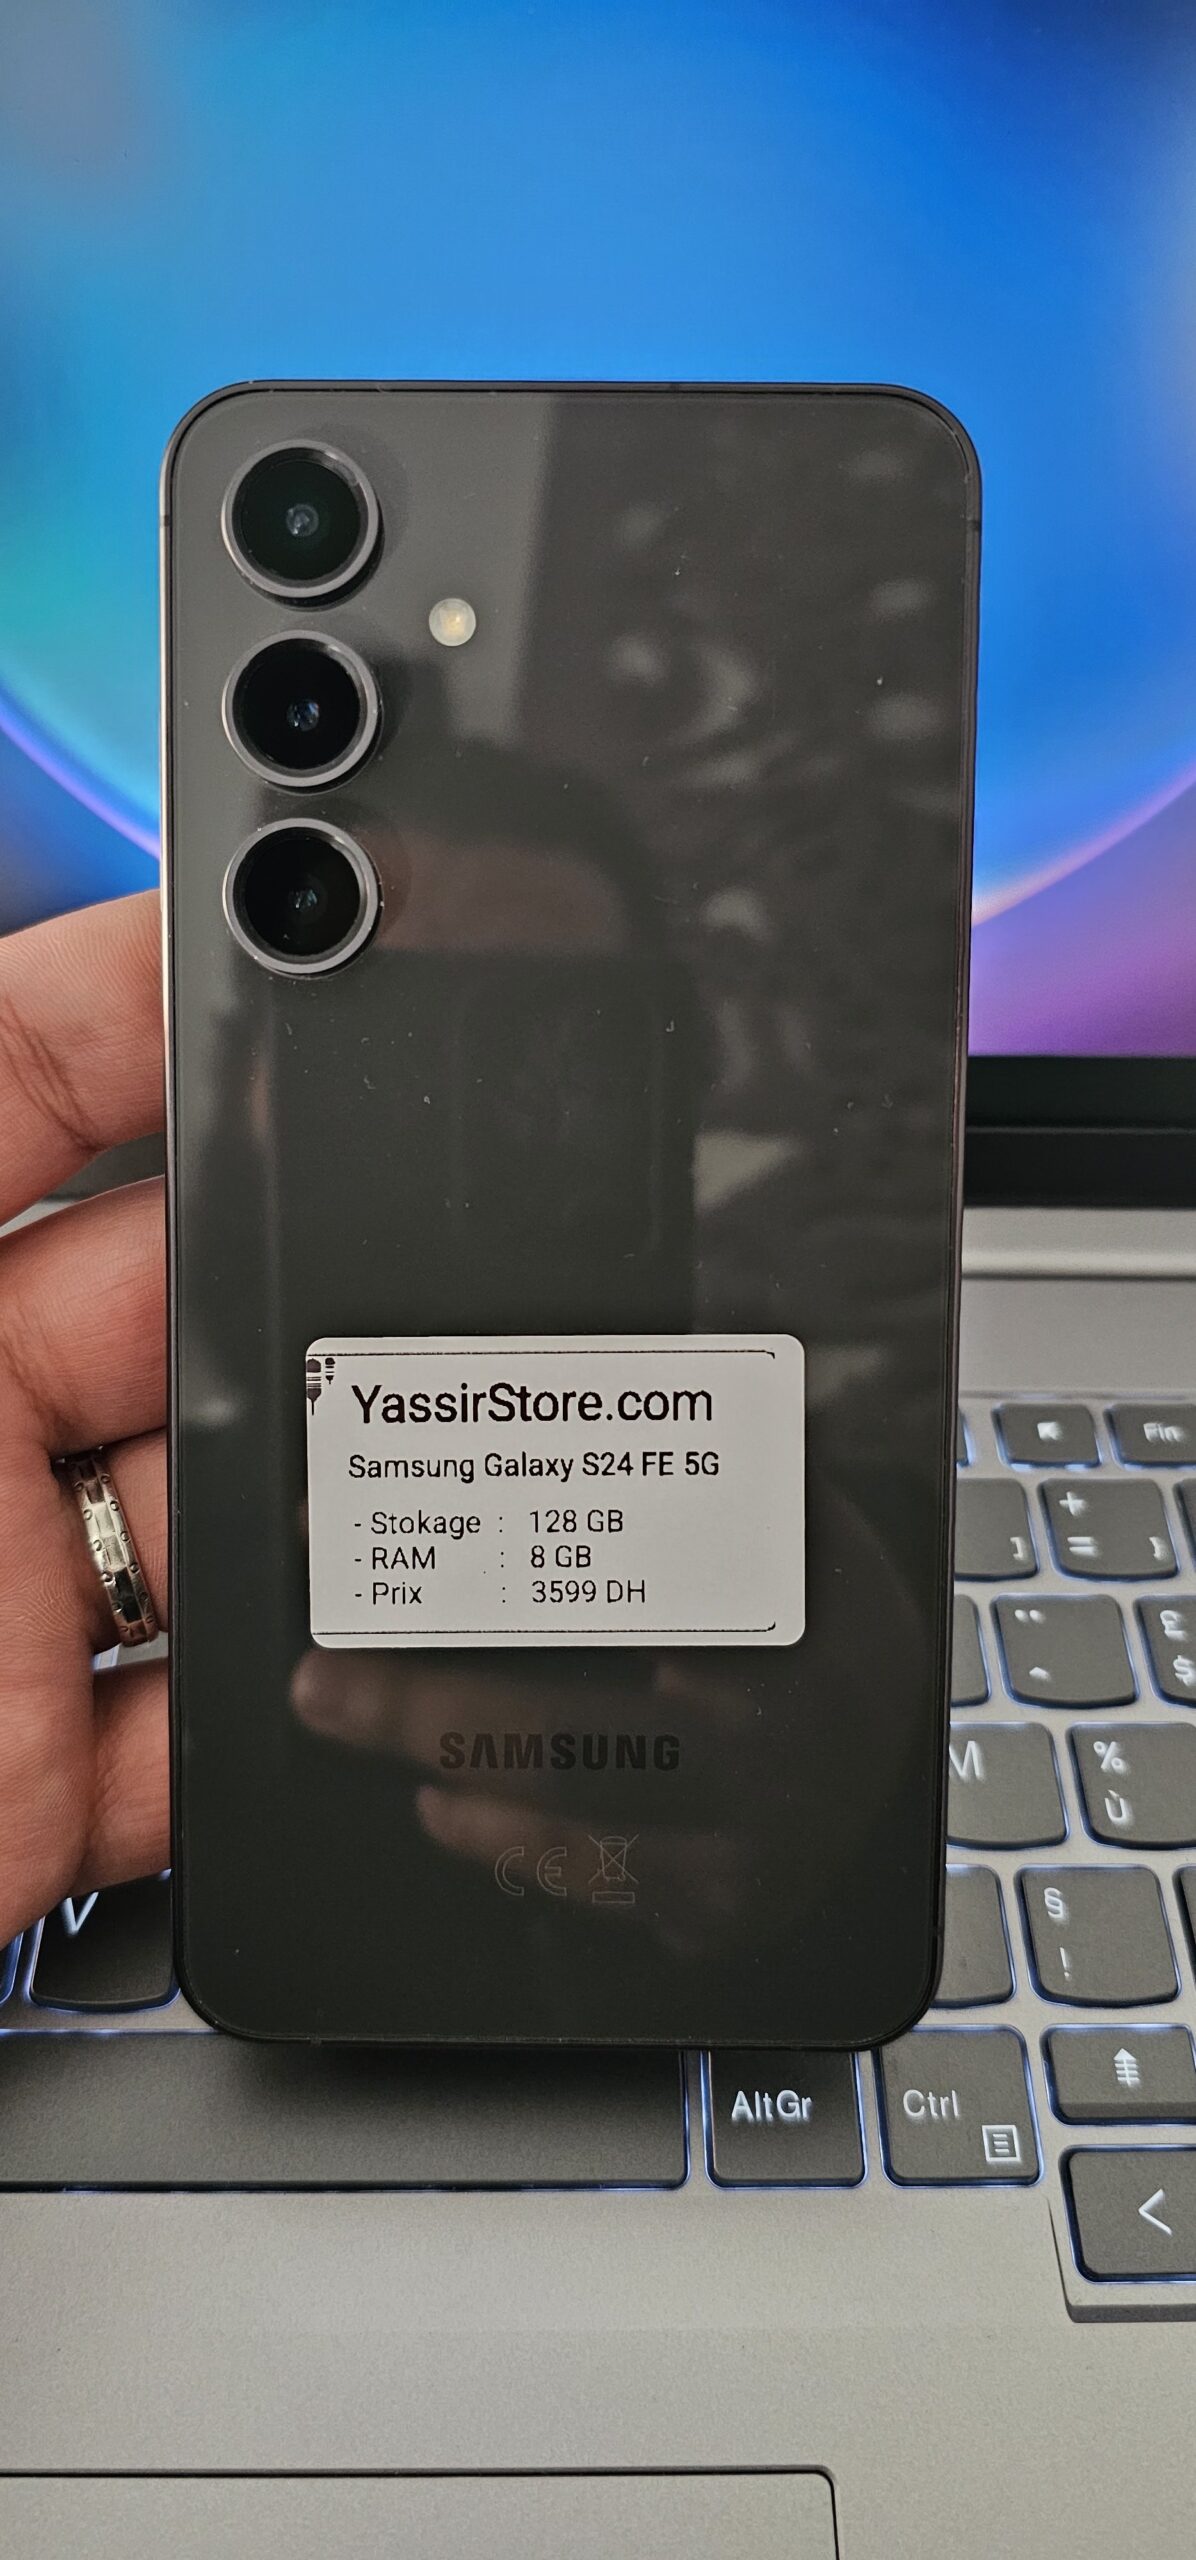 YassirStore.com
Samsung Galaxy S24 FE 5G
- Stokage : 128 GB
- RAM : 8 GB
- Prix : 3599 DH
SAMSUNG
CE
Fin
+
= }
¨
^
£
$
M
%
Ù
V
§
!
AltGr
Ctrl
<